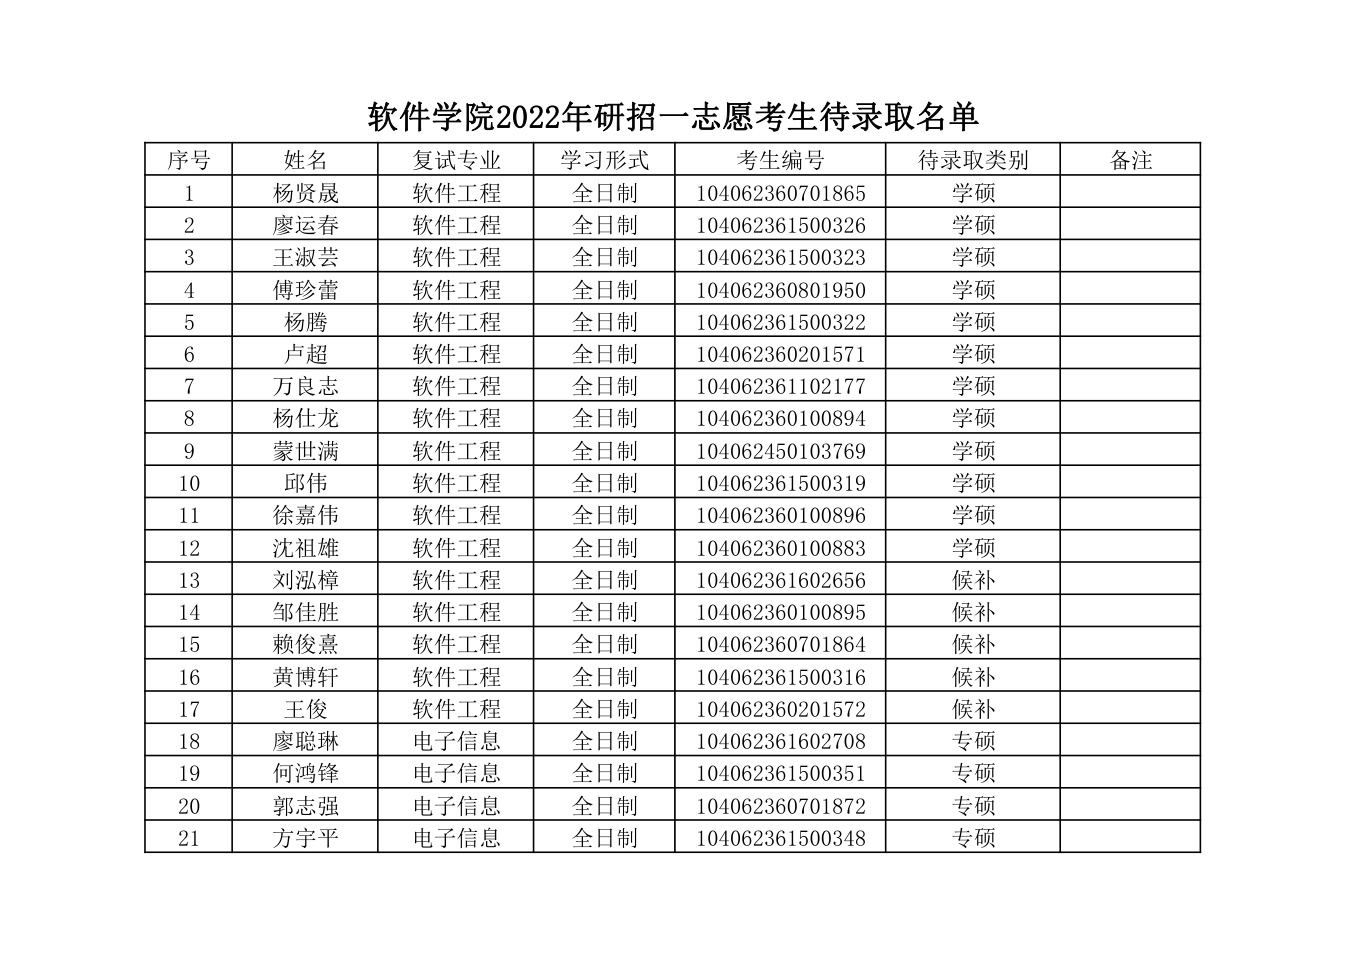 软件学院2022年研招一志愿考生待录取名单
序号 姓名 复试专业 学习形式 考生编号 待录取类别 备注
1 杨贤晟 软件工程 全日制 104062360701865 学硕
2 廖运春 软件工程 全日制 104062361500326 学硕
3 王淑芸 软件工程 全日制 104062361500323 学硕
4 傅珍蕾 软件工程 全日制 104062360801950 学硕
5 杨腾 软件工程 全日制 104062361500322 学硕
6 卢超 软件工程 全日制 104062360201571 学硕
7 万良志 软件工程 全日制 104062361102177 学硕
8 杨仕龙 软件工程 全日制 104062360100894 学硕
9 蒙世满 软件工程 全日制 104062450103769 学硕
10 邱伟 软件工程 全日制 104062361500319 学硕
11 徐嘉伟 软件工程 全日制 104062360100896 学硕
12 沈祖雄 软件工程 全日制 104062360100883 学硕
13 刘泓樟 软件工程 全日制 104062361602656 候补
14 邹佳胜 软件工程 全日制 104062360100895 候补
15 赖俊熹 软件工程 全日制 104062360701864 候补
16 黄博轩 软件工程 全日制 104062361500316 候补
17 王俊 软件工程 全日制 104062360201572 候补
18 廖聪琳 电子信息 全日制 104062361602708 专硕
19 何鸿锋 电子信息 全日制 104062361500351 专硕
20 郭志强 电子信息 全日制 104062360701872 专硕
21 方宇平 电子信息 全日制 104062361500348 专硕